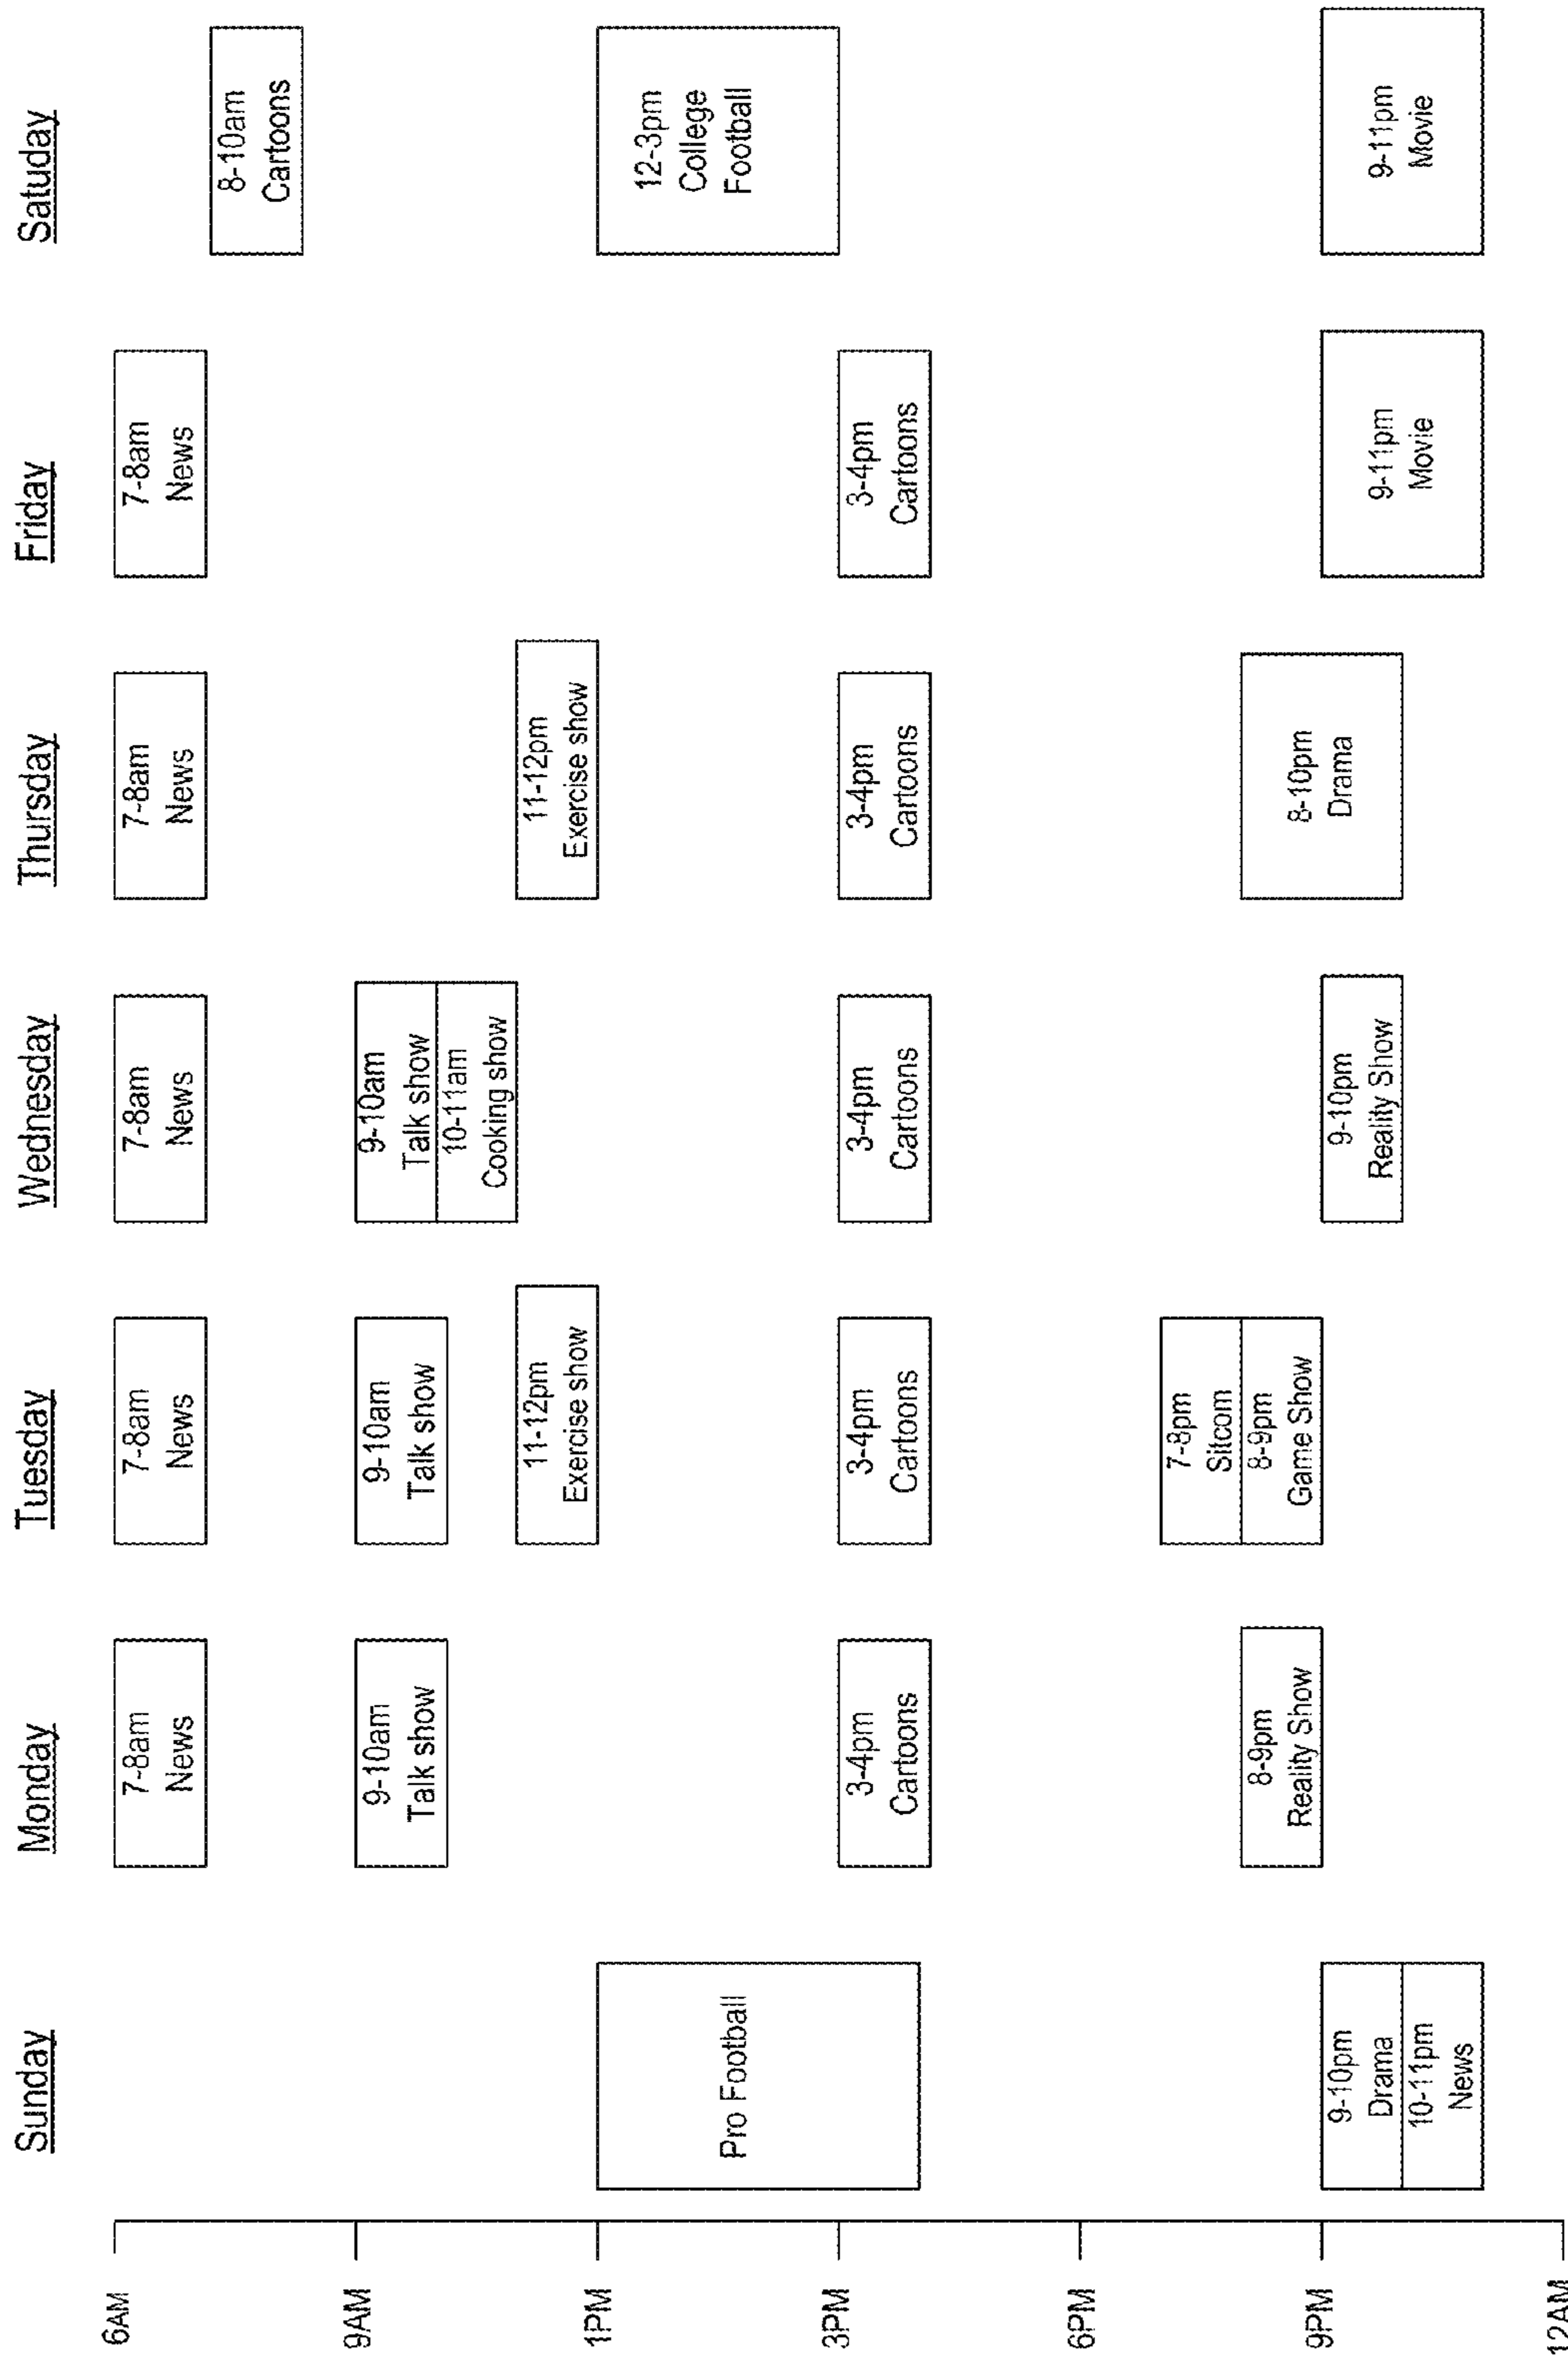 Sunday
Monday
Tuesday
Wednesday
Thursday
Friday
Satuday
6AM
9AM
1PM
3PM
6PM
9PM
12AM
Pro Football
9-10pm
Drama
10-11pm
News
7-8am
News
9-10am
Talk show
3-4pm
Cartoons
8-9pm
Reality Show
7-8am
News
9-10am
Talk show
11-12pm
Exercise show
3-4pm
Cartoons
7-8pm
Sitcom
8-9pm
Game Show
7-8am
News
9-10am
Talk show
10-11am
Cooking show
3-4pm
Cartoons
9-10pm
Reality Show
7-8am
News
11-12pm
Exercise show
3-4pm
Cartoons
8-10pm
Drama
7-8am
News
3-4pm
Cartoons
9-11pm
Movie
8-10am
Cartoons
12-3pm
College
Football
9-11pm
Movie